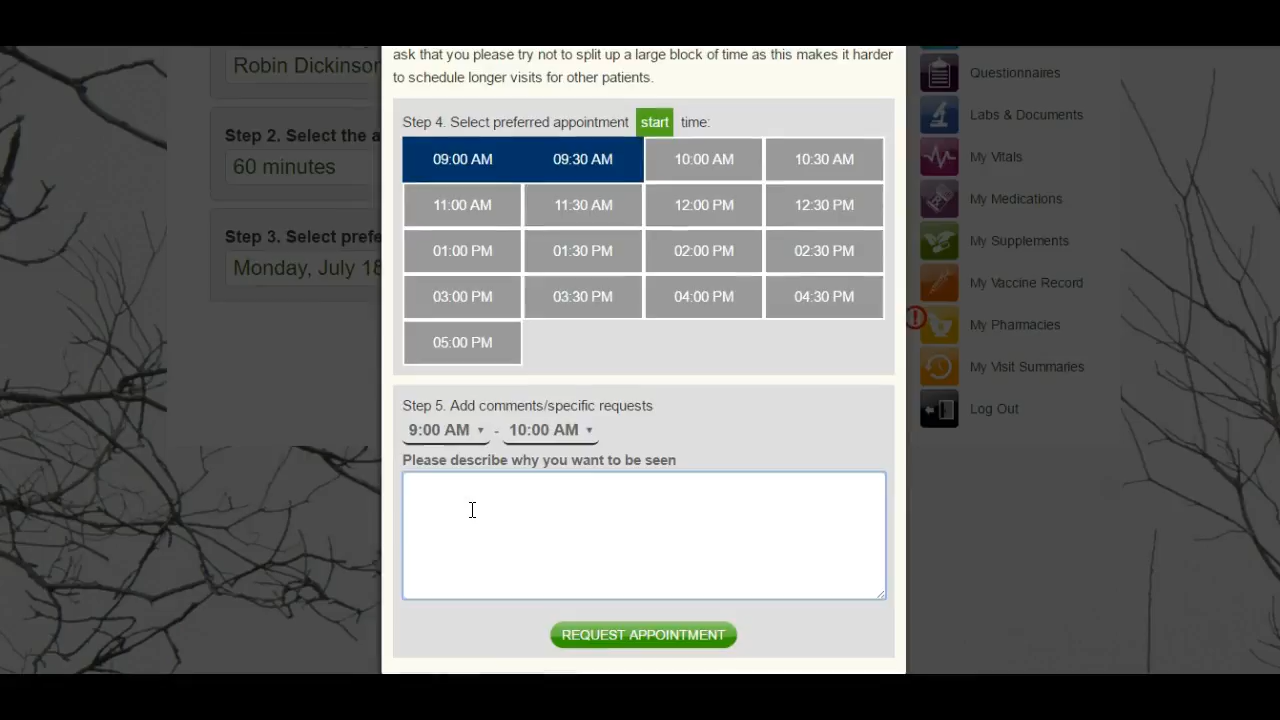 ask that you please try not to split up a large block of time as this makes it harder
to schedule longer visits for other patients.
Robin Dickinson
Step 2. Select the a
60 minutes
Step 3. Select prefe
Monday, July 18
Step 4. Select preferred appointment start time:
09:00 AM 09:30 AM 10:00 AM 10:30 AM
11:00 AM 11:30 AM 12:00 PM 12:30 PM
01:00 PM 01:30 PM 02:00 PM 02:30 PM
03:00 PM 03:30 PM 04:00 PM 04:30 PM
05:00 PM
Step 5. Add comments/specific requests
9:00 AM - 10:00 AM
Please describe why you want to be seen
REQUEST APPOINTMENT
Questionnaires
Labs & Documents
My Vitals
My Medications
My Supplements
My Vaccine Record
My Pharmacies
My Visit Summaries
Log Out